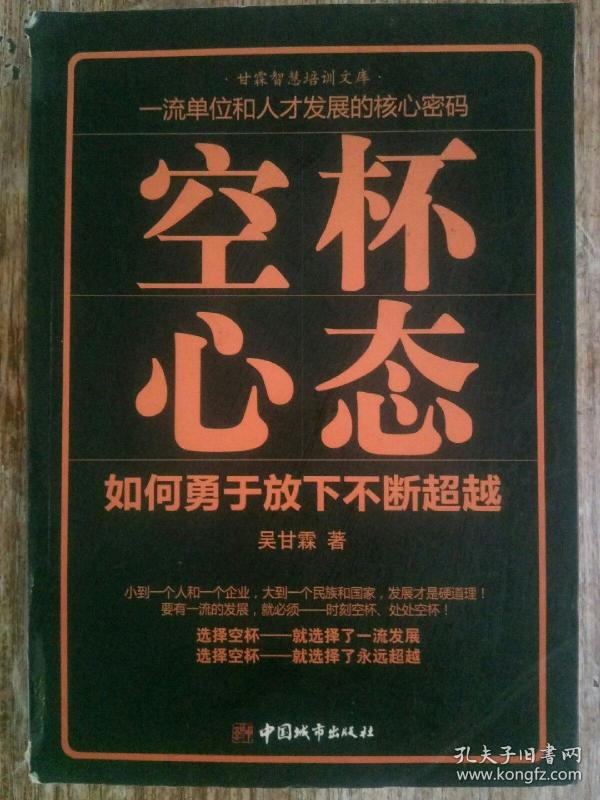 ·甘霖智慧培训文库·
一流单位和人才发展的核心密码
空杯
心态
如何勇于放下不断超越
吴甘霖 著
小到一个人和一个企业，大到一个民族和国家，发展才是硬道理！
要有一流的发展，就必须——时刻空杯、处处空杯！
选择空杯——就选择了一流发展
选择空杯——就选择了永远超越
中国城市出版社
孔夫子旧书网
www.kongfz.com